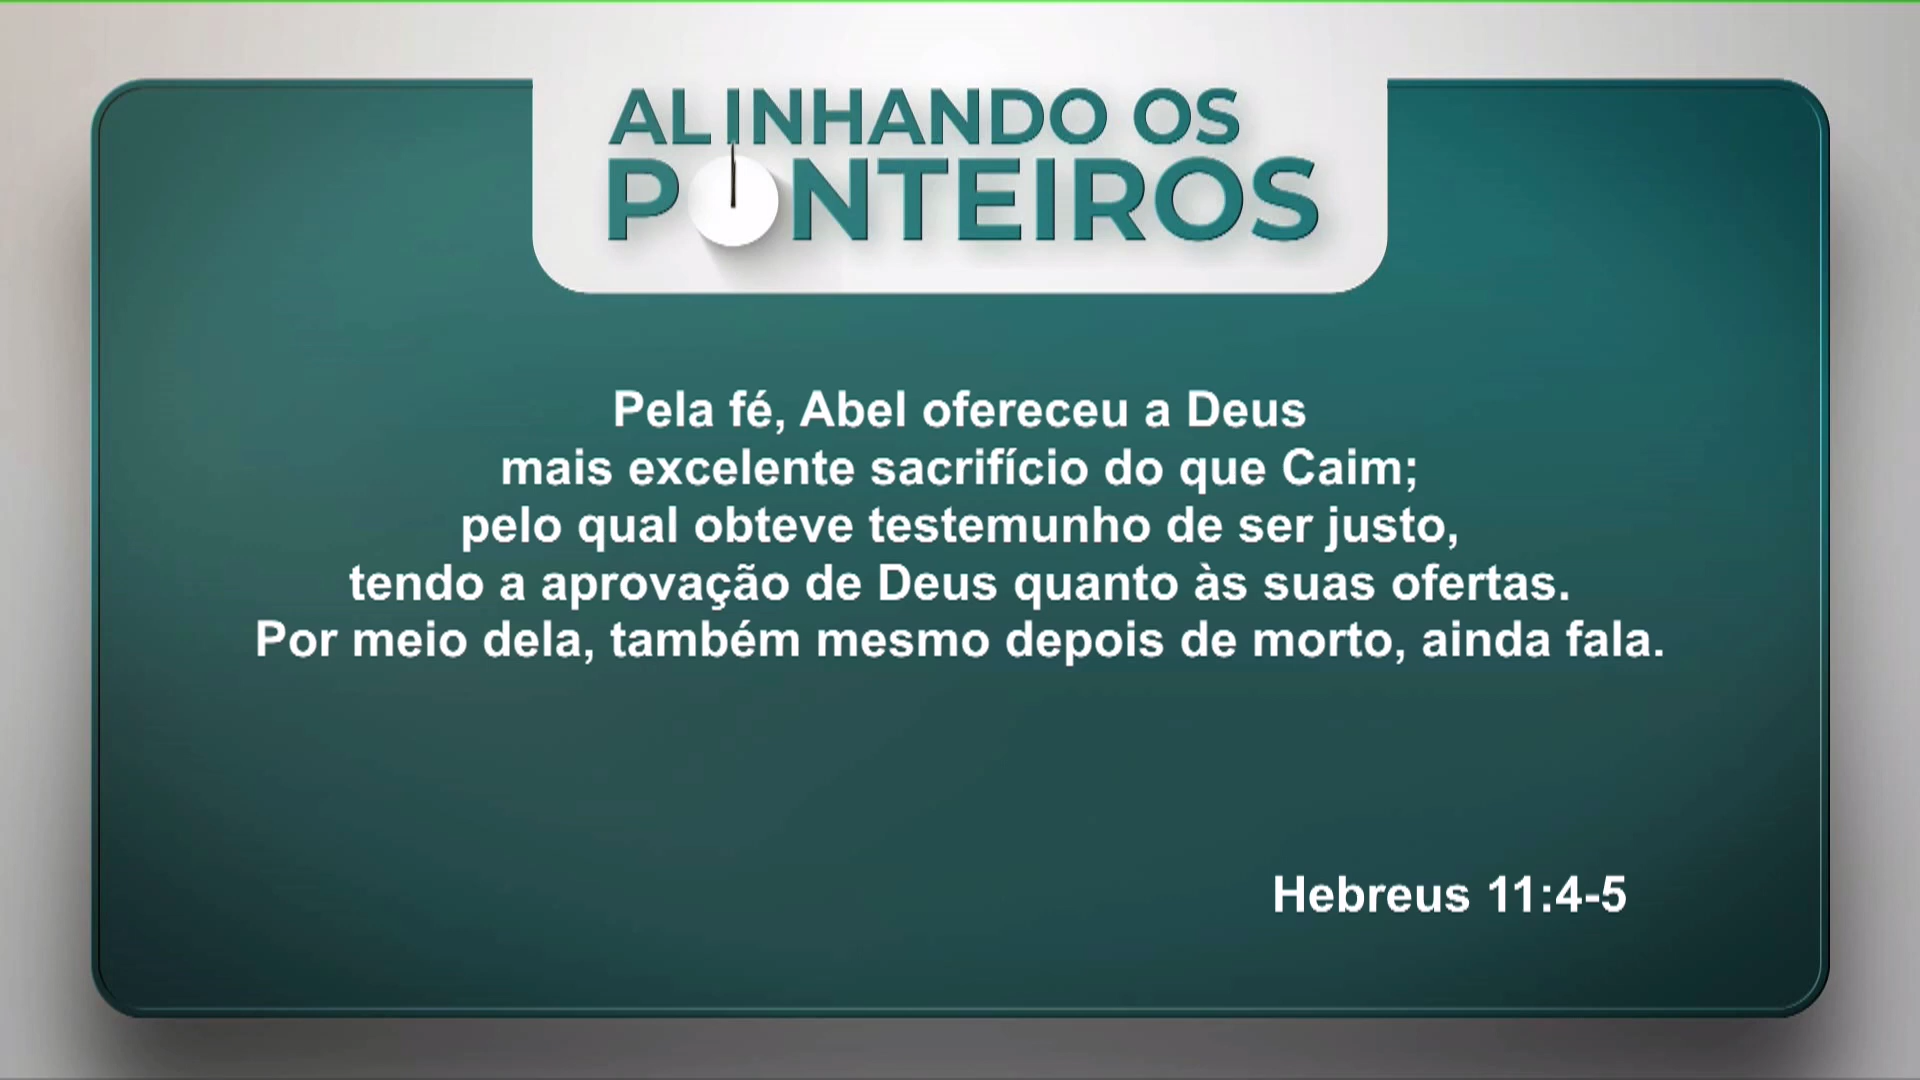 ALINHANDO OS
PONTEIROS
Pela fé, Abel ofereceu a Deus
mais excelente sacrifício do que Caim;
pelo qual obteve testemunho de ser justo,
tendo a aprovação de Deus quanto às suas ofertas.
Por meio dela, também mesmo depois de morto, ainda fala.
Hebreus 11:4-5